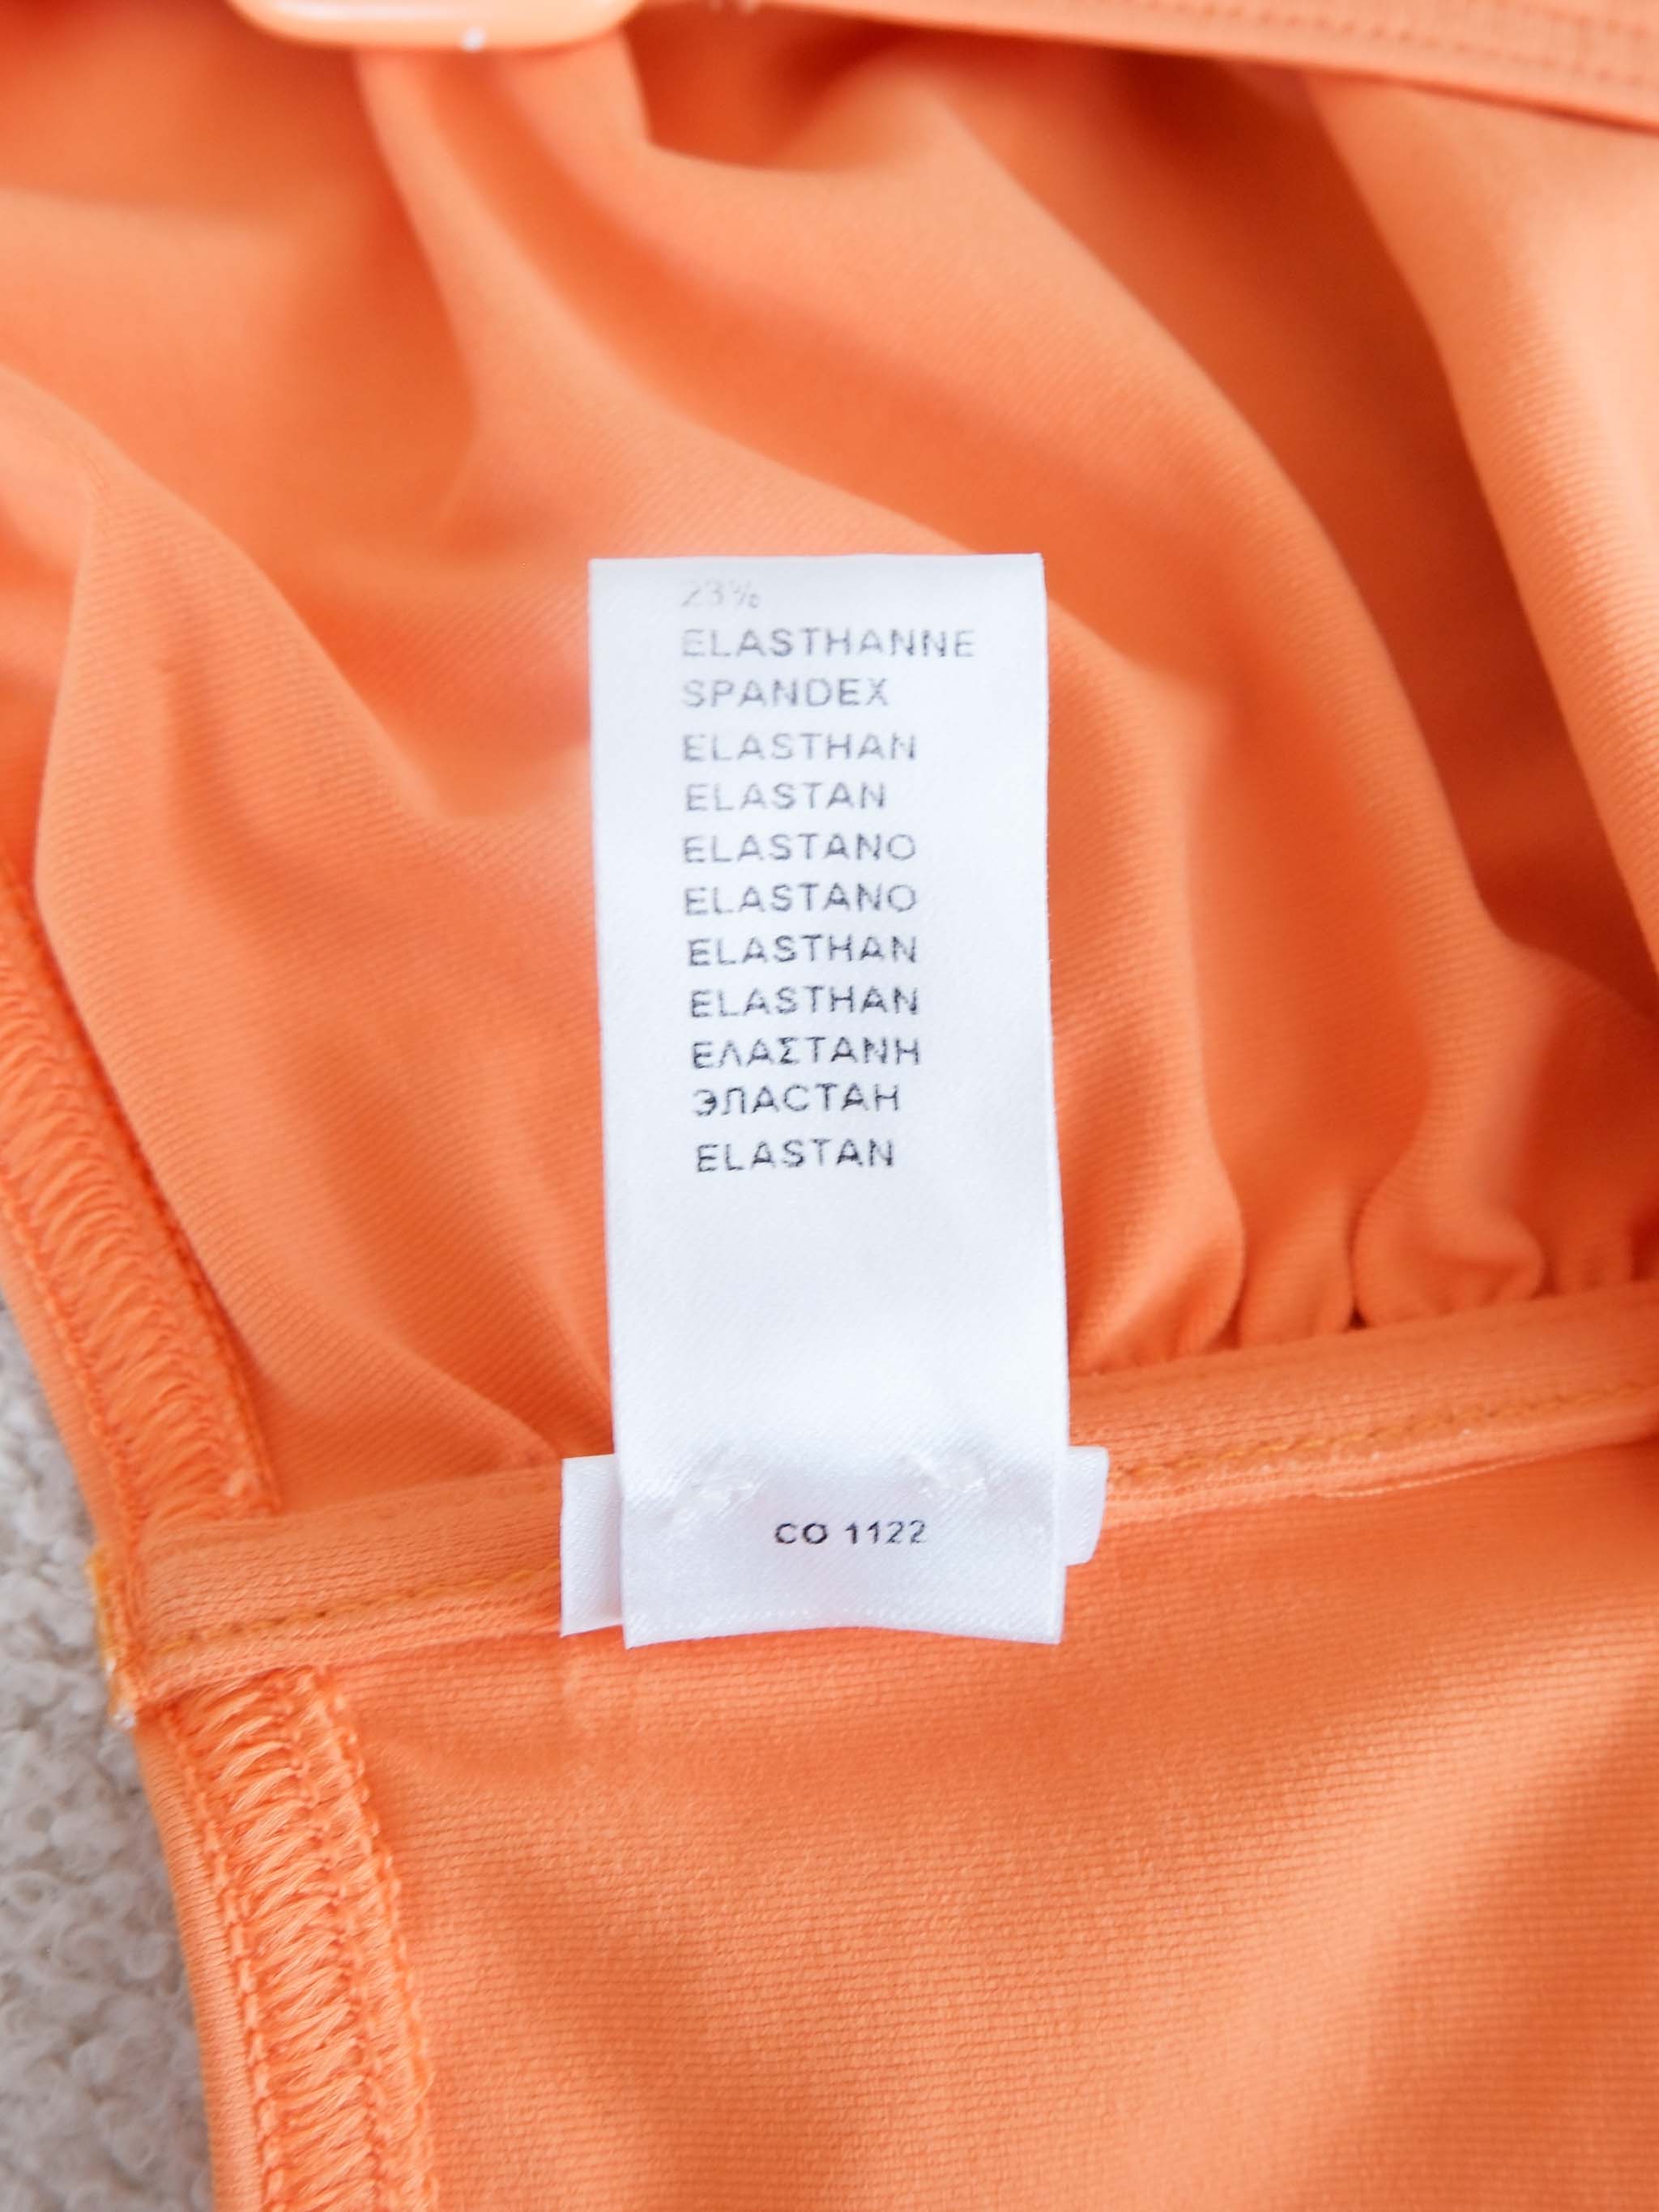 23%
ELASTHANNE
SPANDEX
ELASTHAN
ELASTAN
ELASTANO
ELASTANO
ELASTHAN
ELASTHAN
ΕΛΑΣΤΑΝΗ
ЭЛАСТАН
ELASTAN
CO 1122